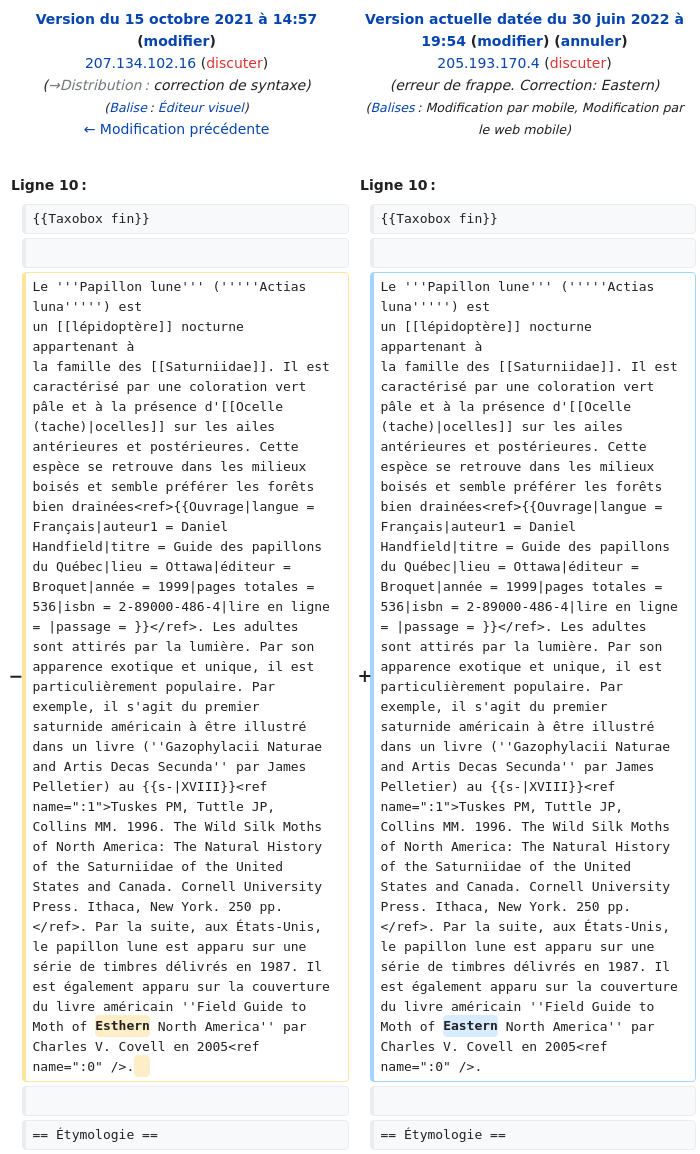 Version du 15 octobre 2021 à 14:57
(modifier)
207.134.102.16 (discuter)
(→Distribution : correction de syntaxe)
(Balise : Éditeur visuel)
← Modification précédente
Version actuelle datée du 30 juin 2022 à
19:54 (modifier) (annuler)
205.193.170.4 (discuter)
(erreur de frappe. Correction: Eastern)
(Balises : Modification par mobile, Modification par
le web mobile)
Ligne 10 :
{{Taxobox fin}}
−
Le '''Papillon lune''' ('''''Actias
luna''''') est
un [[lépidoptère]] nocturne
appartenant à
la famille des [[Saturniidae]]. Il est
caractérisé par une coloration vert
pâle et à la présence d'[[Ocelle
(tache)|ocelles]] sur les ailes
antérieures et postérieures. Cette
espèce se retrouve dans les milieux
boisés et semble préférer les forêts
bien drainées<ref>{{Ouvrage|langue =
Français|auteur1 = Daniel
Handfield|titre = Guide des papillons
du Québec|lieu = Ottawa|éditeur =
Broquet|année = 1999|pages totales =
536|isbn = 2-89000-486-4|lire en ligne
= |passage = }}</ref>. Les adultes
sont attirés par la lumière. Par son
apparence exotique et unique, il est
particulièrement populaire. Par
exemple, il s'agit du premier
saturnide américain à être illustré
dans un livre (''Gazophylacii Naturae
and Artis Decas Secunda'' par James
Pelletier) au {{s-|XVIII}}<ref
name=":1">Tuskes PM, Tuttle JP,
Collins MM. 1996. The Wild Silk Moths
of North America: The Natural History
of the Saturniidae of the United
States and Canada. Cornell University
Press. Ithaca, New York. 250 pp.
</ref>. Par la suite, aux États-Unis,
le papillon lune est apparu sur une
série de timbres délivrés en 1987. Il
est également apparu sur la couverture
du livre américain ''Field Guide to
Moth of Esthern North America'' par
Charles V. Covell en 2005<ref
name=":0" />.
== Étymologie ==
Ligne 10 :
{{Taxobox fin}}
+
Le '''Papillon lune''' ('''''Actias
luna''''') est
un [[lépidoptère]] nocturne
appartenant à
la famille des [[Saturniidae]]. Il est
caractérisé par une coloration vert
pâle et à la présence d'[[Ocelle
(tache)|ocelles]] sur les ailes
antérieures et postérieures. Cette
espèce se retrouve dans les milieux
boisés et semble préférer les forêts
bien drainées<ref>{{Ouvrage|langue =
Français|auteur1 = Daniel
Handfield|titre = Guide des papillons
du Québec|lieu = Ottawa|éditeur =
Broquet|année = 1999|pages totales =
536|isbn = 2-89000-486-4|lire en ligne
= |passage = }}</ref>. Les adultes
sont attirés par la lumière. Par son
apparence exotique et unique, il est
particulièrement populaire. Par
exemple, il s'agit du premier
saturnide américain à être illustré
dans un livre (''Gazophylacii Naturae
and Artis Decas Secunda'' par James
Pelletier) au {{s-|XVIII}}<ref
name=":1">Tuskes PM, Tuttle JP,
Collins MM. 1996. The Wild Silk Moths
of North America: The Natural History
of the Saturniidae of the United
States and Canada. Cornell University
Press. Ithaca, New York. 250 pp.
</ref>. Par la suite, aux États-Unis,
le papillon lune est apparu sur une
série de timbres délivrés en 1987. Il
est également apparu sur la couverture
du livre américain ''Field Guide to
Moth of Eastern North America'' par
Charles V. Covell en 2005<ref
name=":0" />.
== Étymologie ==